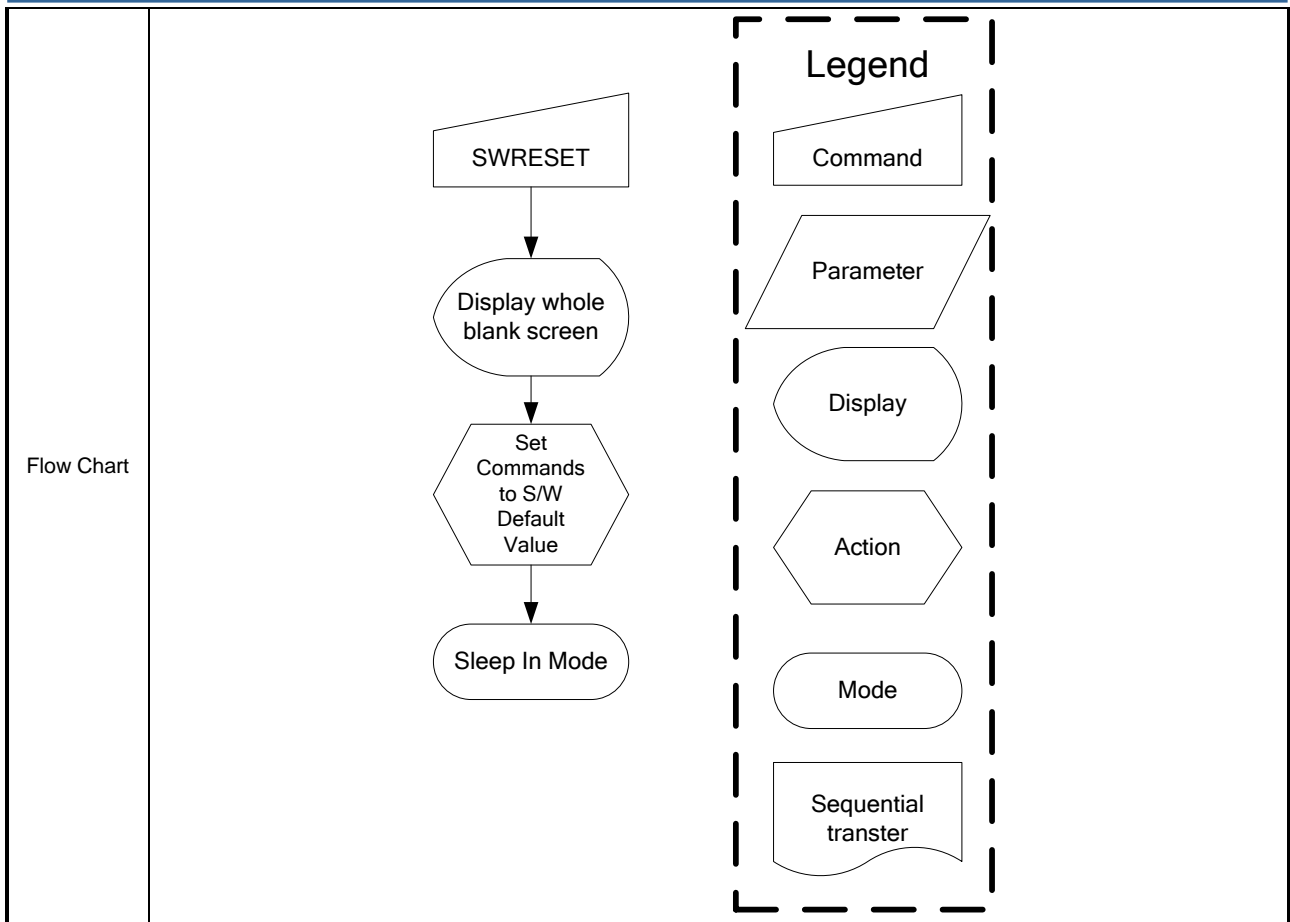 Flow Chart
SWRESET
Display whole
blank screen
Set
Commands
to S/W
Default
Value
Sleep In Mode
Legend
Command
Parameter
Display
Action
Mode
Sequential
transter